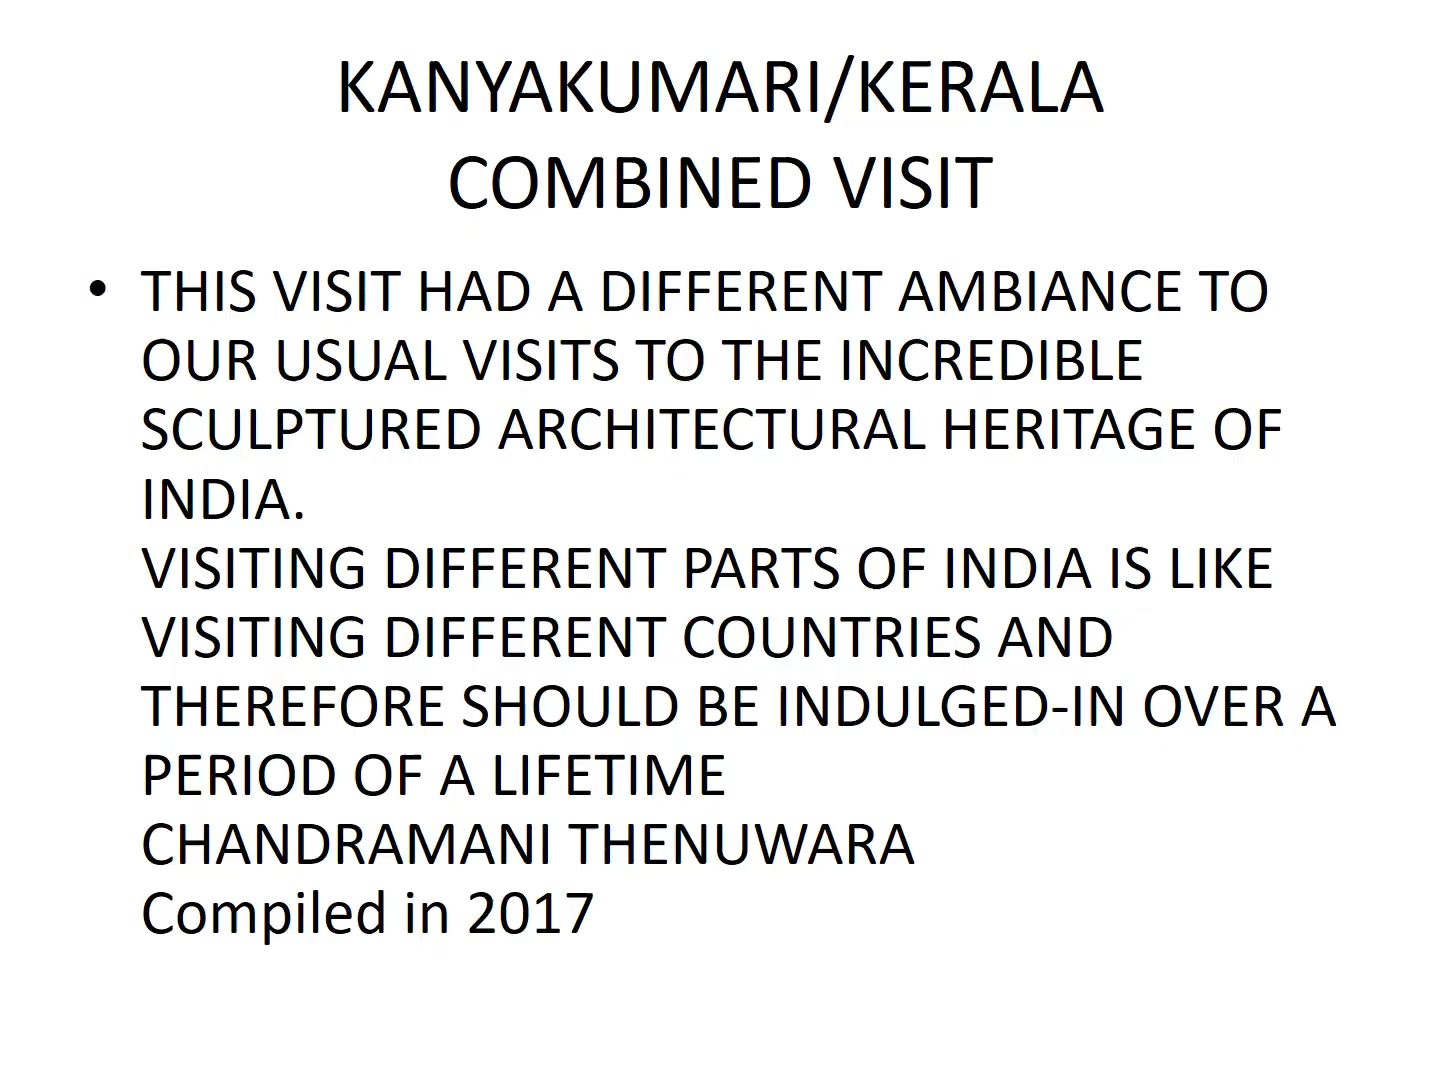 KANYAKUMARI/KERALA
COMBINED VISIT
• THIS VISIT HAD A DIFFERENT AMBIANCE TO
OUR USUAL VISITS TO THE INCREDIBLE
SCULPTURED ARCHITECTURAL HERITAGE OF
INDIA.
VISITING DIFFERENT PARTS OF INDIA IS LIKE
VISITING DIFFERENT COUNTRIES AND
THEREFORE SHOULD BE INDULGED-IN OVER A
PERIOD OF A LIFETIME
CHANDRAMANI THENUWARA
Compiled in 2017